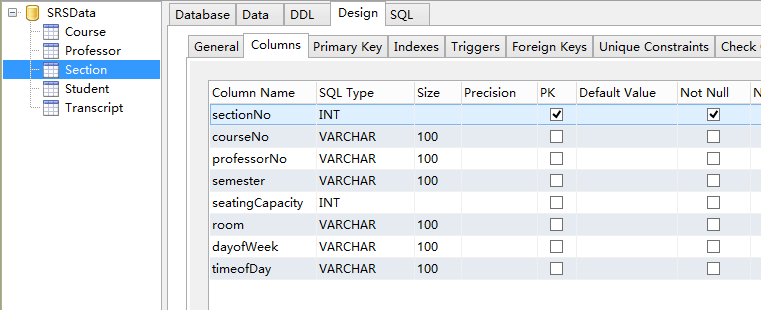 SRSData
Course
Professor
Section
Student
Transcript
Database Data DDL Design SQL
General Columns Primary Key Indexes Triggers Foreign Keys Unique Constraints Check
Column Name SQL Type Size Precision PK Default Value Not Null N
sectionNo INT
courseNo VARCHAR 100
professorNo VARCHAR 100
semester VARCHAR 100
seatingCapacity INT
room VARCHAR 100
dayofWeek VARCHAR 100
timeofDay VARCHAR 100